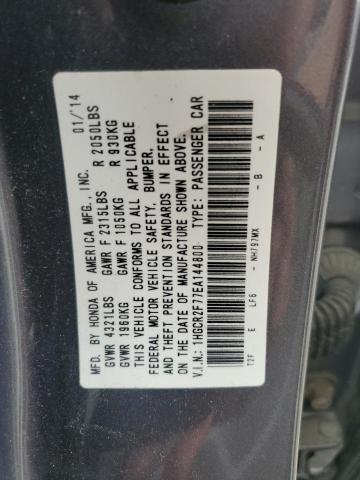 MFD. BY HONDA OF AMERICA MFG., INC. 01/'14
GVWR 4321LBS GAWR F 2315LBS R 2050LBS
GVWR 1960KG GAWR F 1050KG R 930KG
THIS VEHICLE CONFORMS TO ALL APPLICABLE
FEDERAL MOTOR VEHICLE SAFETY, BUMPER,
AND THEFT PREVENTION STANDARDS IN EFFECT
ON THE DATE OF MANUFACTURE SHOWN ABOVE.
V.I.N.: 1HGCR2F77EA144800 TYPE: PASSENGER CAR
T2F E LF6 - NH797MX - B - A